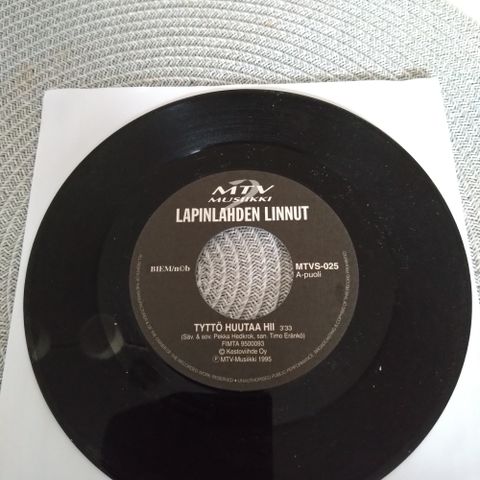 MTV
MUSIIKKI
LAPINLAHDEN LINNUT
BIEM/n©b
MTVS-025
A-puoli
TYTTÖ HUUTAA HII 3'33
(Säv. & sov. Pekka Hedkrok, san. Timo Eränkö)
FIMTA 9500093
© Kestoviihde Oy
Ⓟ MTV-Musiikki 1995